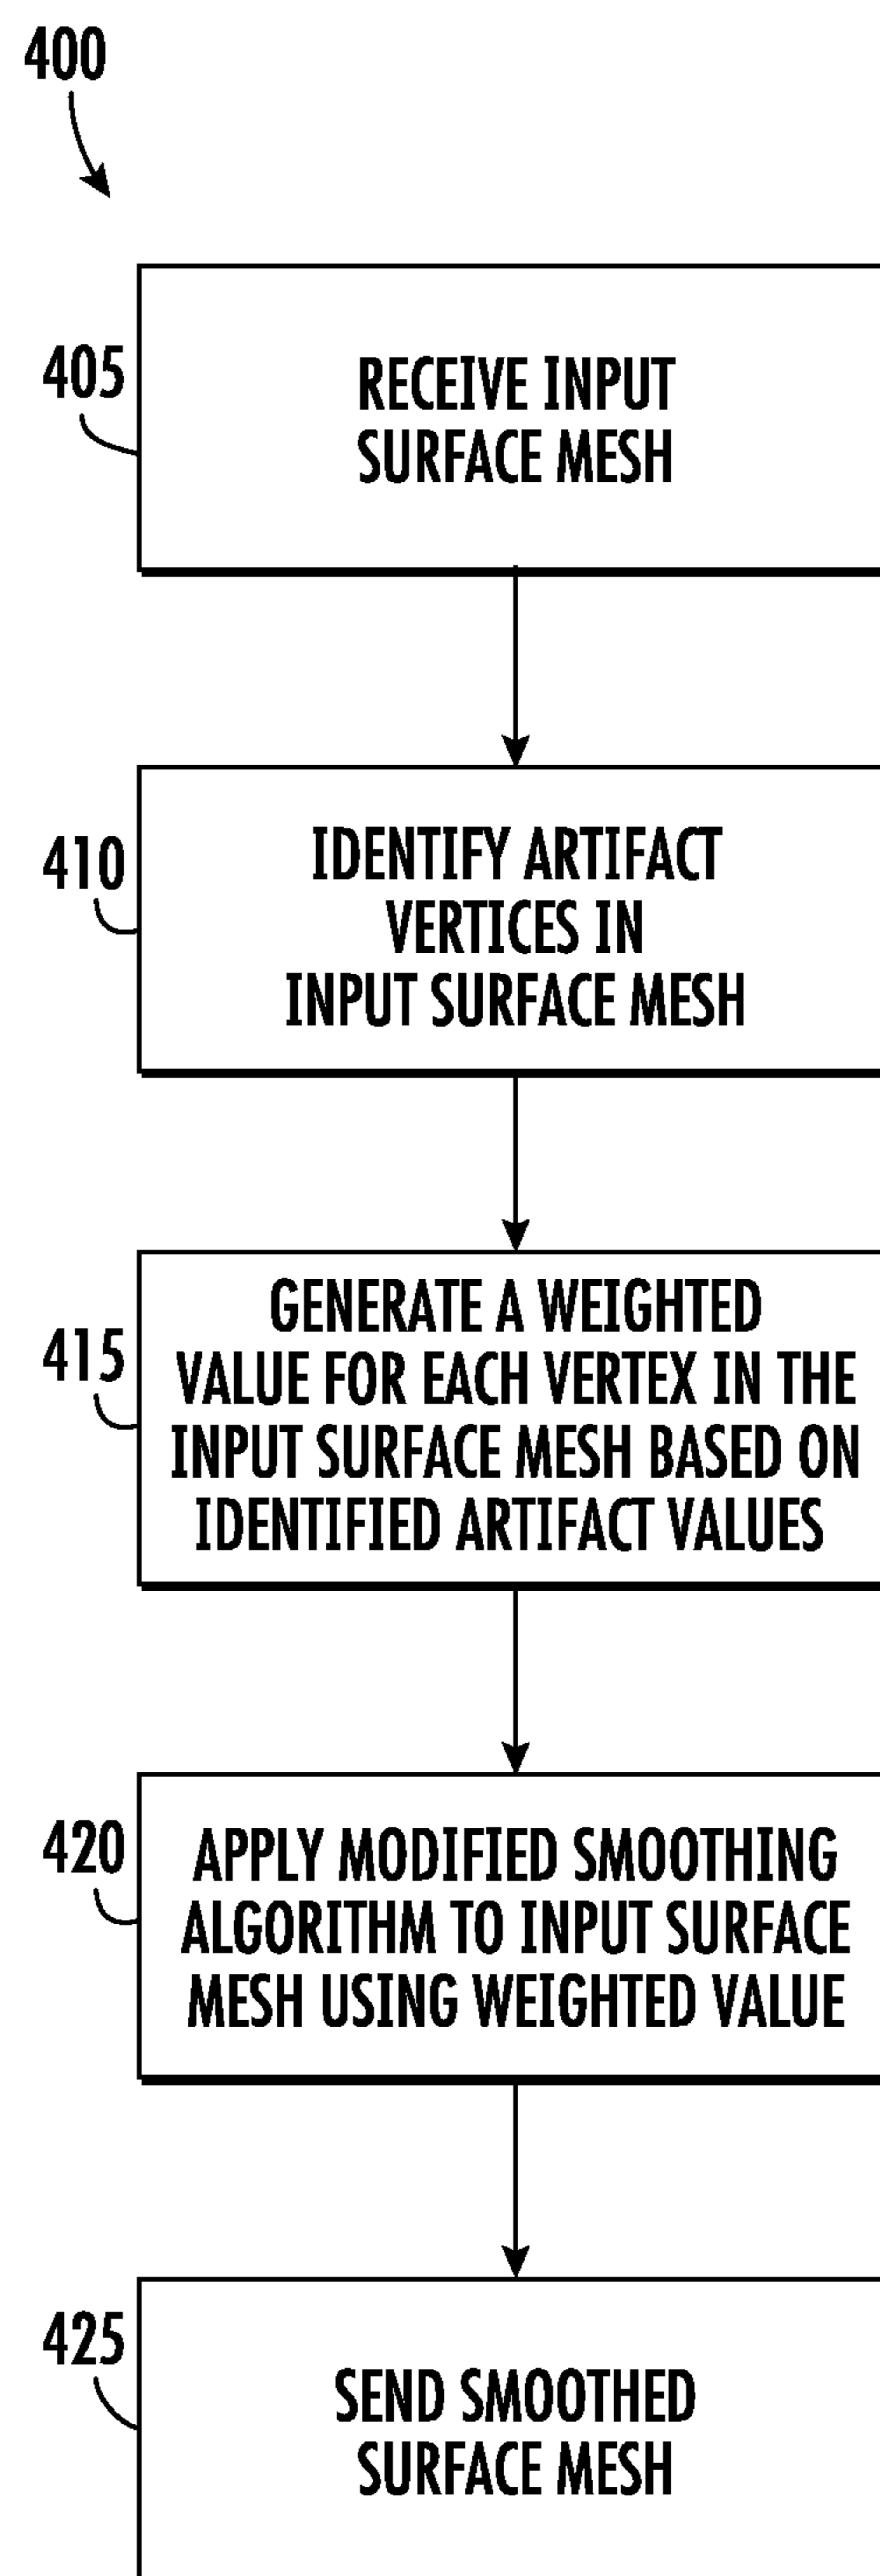 400
405
RECEIVE INPUT
SURFACE MESH
410
IDENTIFY ARTIFACT
VERTICES IN
INPUT SURFACE MESH
415
GENERATE A WEIGHTED
VALUE FOR EACH VERTEX IN THE
INPUT SURFACE MESH BASED ON
IDENTIFIED ARTIFACT VALUES
420
APPLY MODIFIED SMOOTHING
ALGORITHM TO INPUT SURFACE
MESH USING WEIGHTED VALUE
425
SEND SMOOTHED
SURFACE MESH